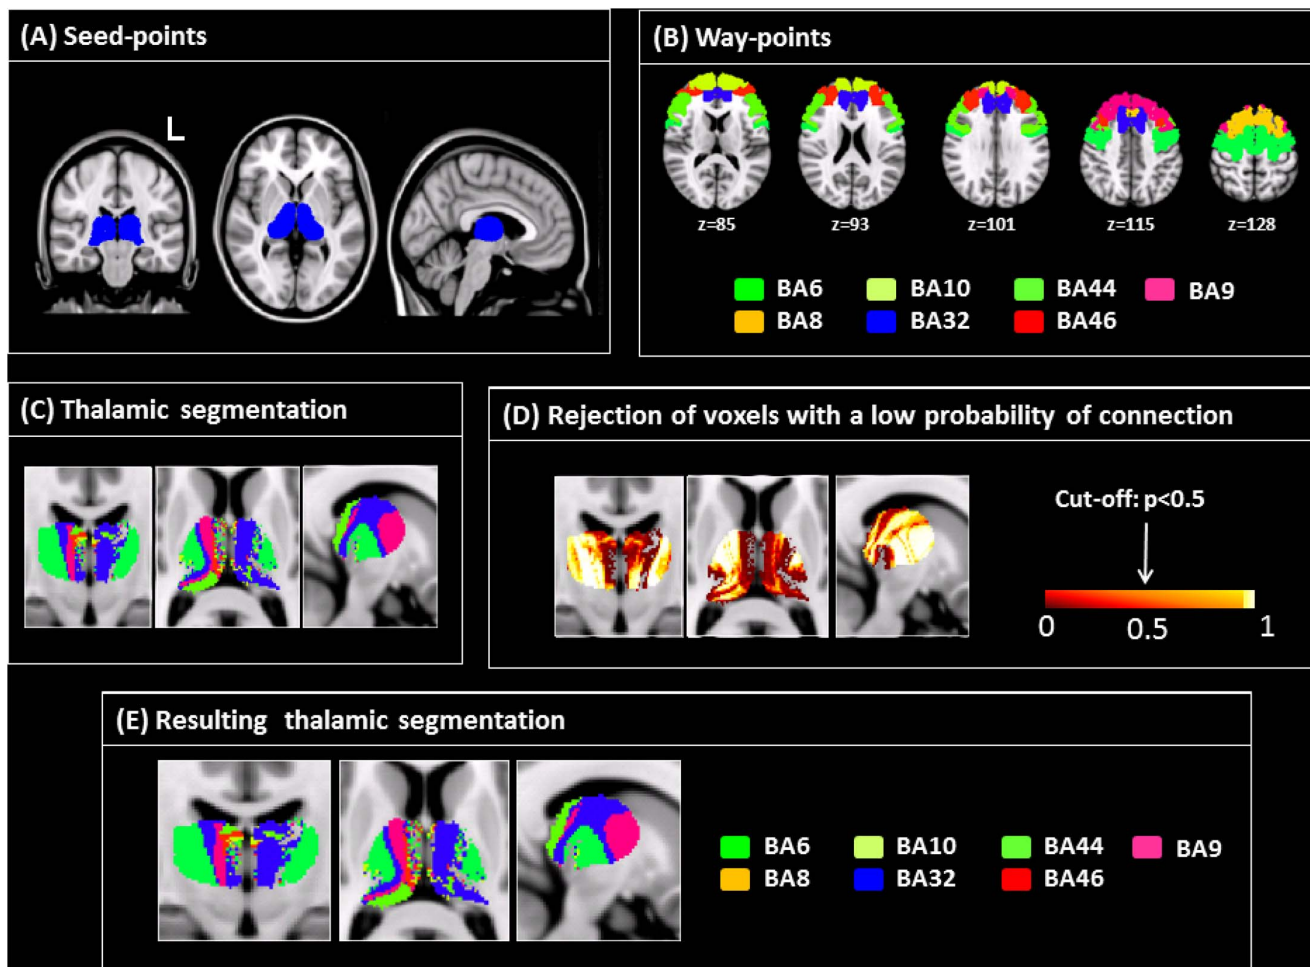 (A) Seed-points
L
(B) Way-points
z=85 z=93 z=101 z=115 z=128
BA6 BA10 BA44 BA9
BA8 BA32 BA46
(C) Thalamic segmentation
(D) Rejection of voxels with a low probability of connection
Cut-off: p<0.5
0 0.5 1
(E) Resulting thalamic segmentation
BA6 BA10 BA44 BA9
BA8 BA32 BA46